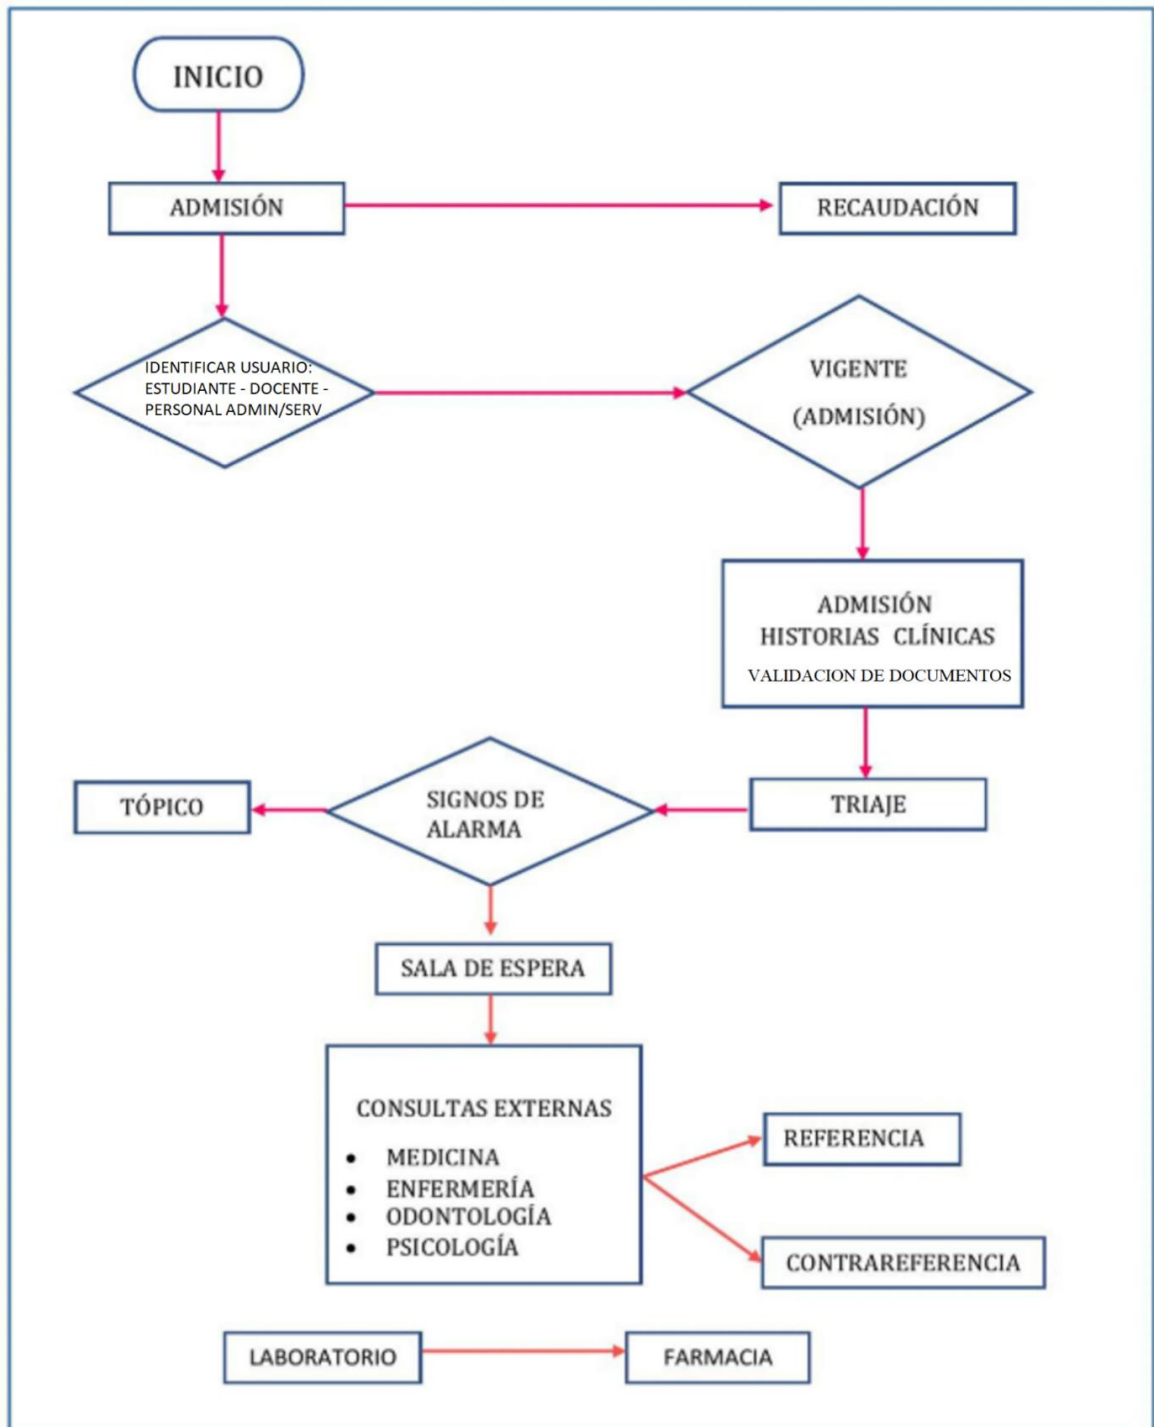 INICIO
ADMISIÓN
RECAUDACIÓN
IDENTIFICAR USUARIO:
ESTUDIANTE - DOCENTE -
PERSONAL ADMIN/SERV
VIGENTE
(ADMISIÓN)
ADMISIÓN
HISTORIAS CLÍNICAS
VALIDACION DE DOCUMENTOS
TÓPICO
SIGNOS DE
ALARMA
TRIAJE
SALA DE ESPERA
CONSULTAS EXTERNAS
• MEDICINA
• ENFERMERÍA
• ODONTOLOGÍA
• PSICOLOGÍA
REFERENCIA
CONTRAREFERENCIA
LABORATORIO
FARMACIA